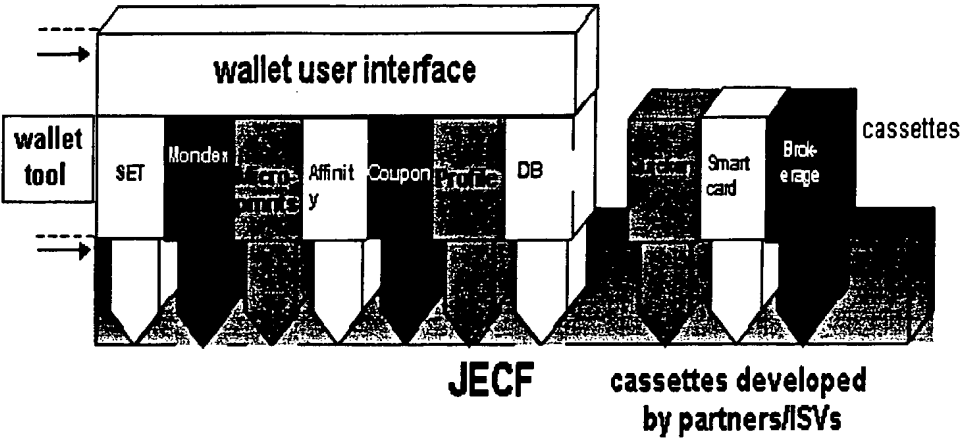 wallet user interface
wallet
tool
SET
Mondex
Affinit
y
Coupon
Profile
DB
Smart
card
Brok-
erage
cassettes
JECF
cassettes developed
by partners/ISVs